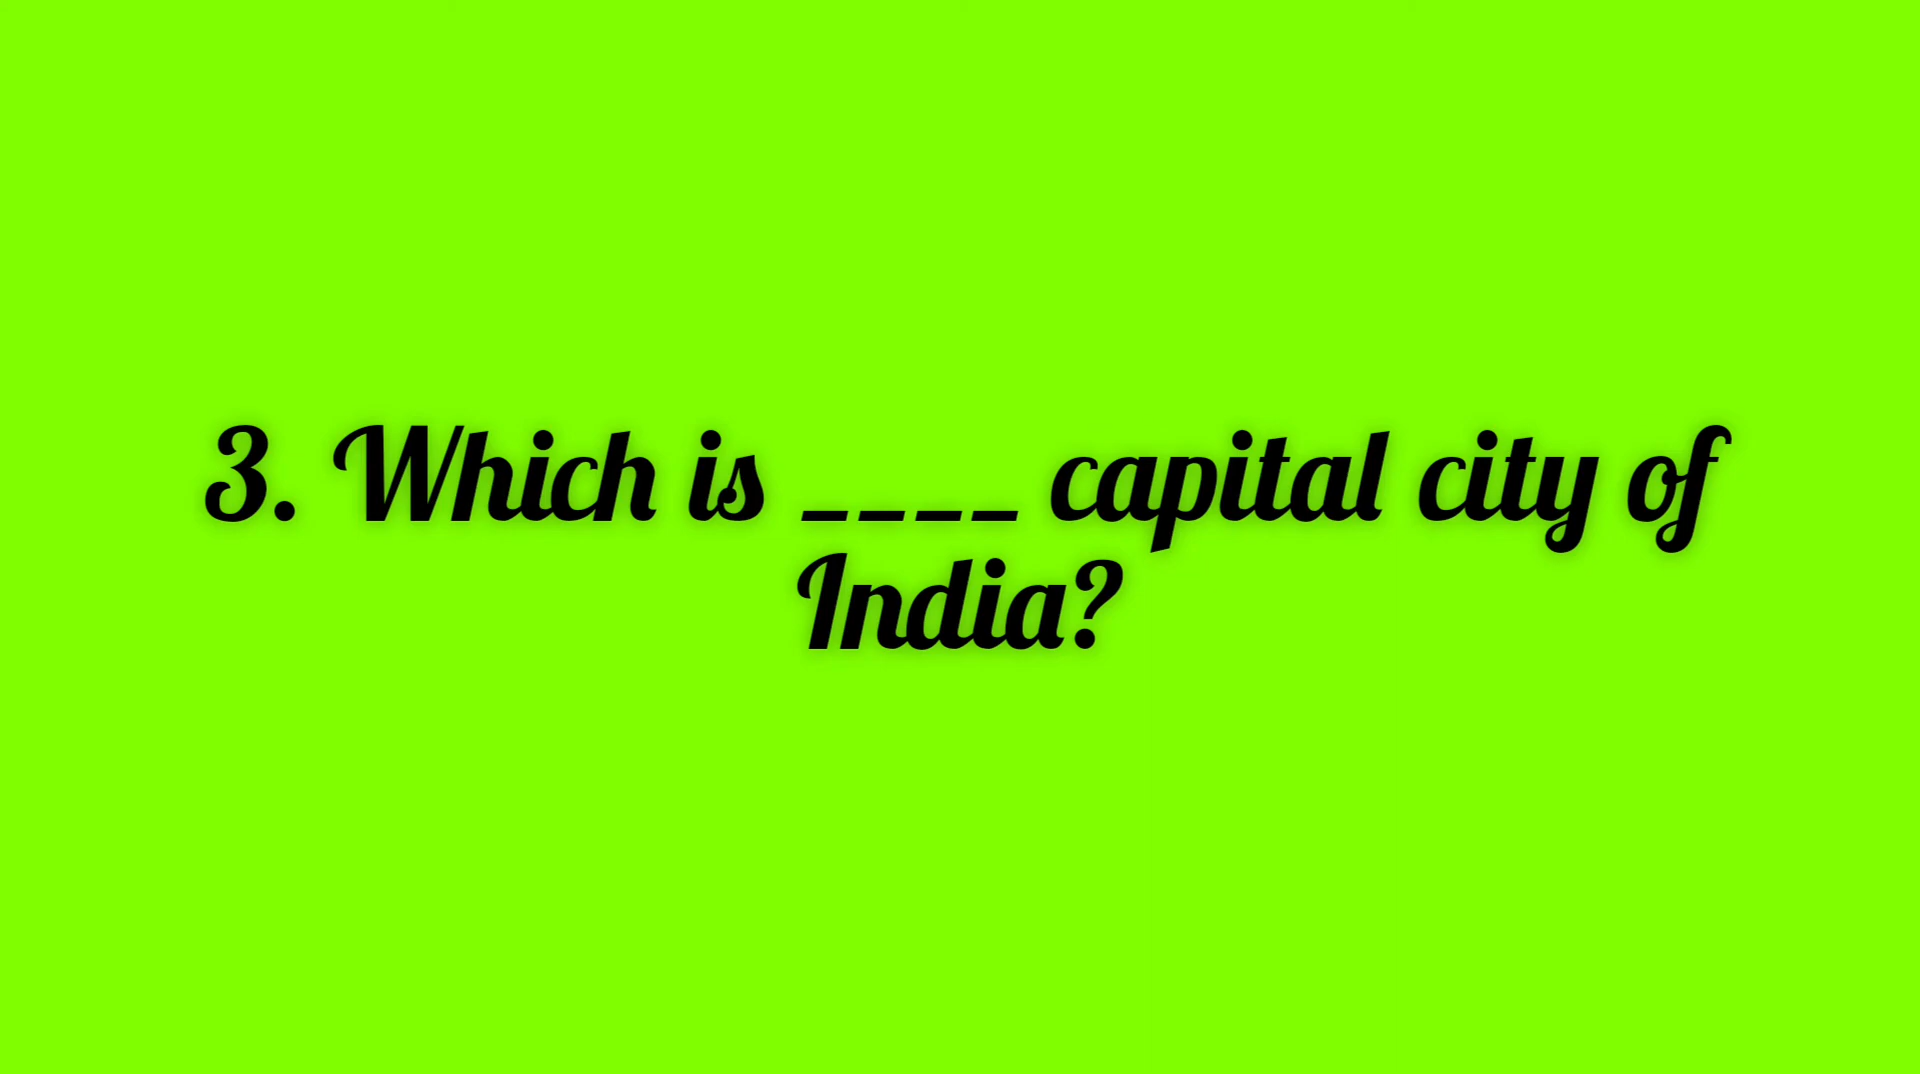 3. Which is ____ capital city of
India?